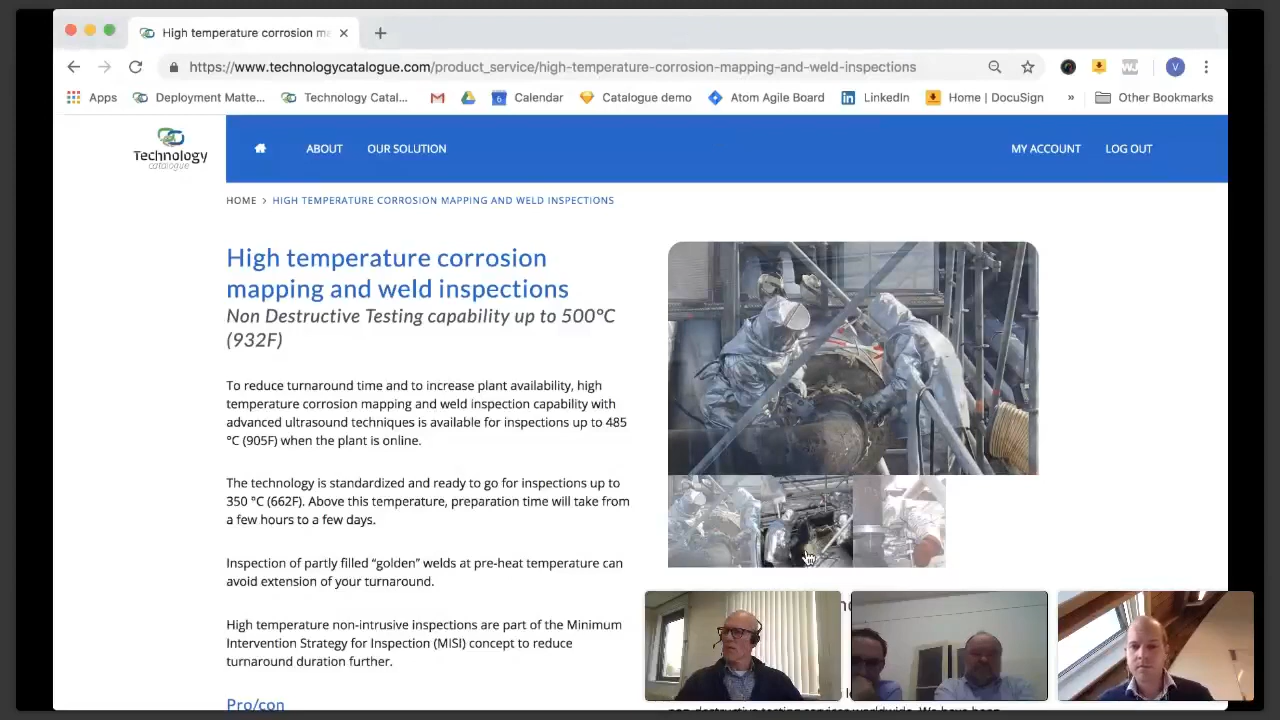 High temperature corrosion m
https://www.technologycatalogue.com/product_service/high-temperature-corrosion-mapping-and-weld-inspections
V
Apps
Deployment Matte...
Technology Catal...
6
Calendar
Catalogue demo
Atom Agile Board
LinkedIn
Home | DocuSign
»
Other Bookmarks
Technology
catalogue
ABOUT
OUR SOLUTION
MY ACCOUNT
LOG OUT
HOME > HIGH TEMPERATURE CORROSION MAPPING AND WELD INSPECTIONS
High temperature corrosion
mapping and weld inspections
Non Destructive Testing capability up to 500°C
(932F)
To reduce turnaround time and to increase plant availability, high
temperature corrosion mapping and weld inspection capability with
advanced ultrasound techniques is available for inspections up to 485
°C (905F) when the plant is online.
The technology is standardized and ready to go for inspections up to
350 °C (662F). Above this temperature, preparation time will take from
a few hours to a few days.
Inspection of partly filled “golden” welds at pre-heat temperature can
avoid extension of your turnaround.
High temperature non-intrusive inspections are part of the Minimum
Intervention Strategy for Inspection (MISI) concept to reduce
turnaround duration further.
Pro/con